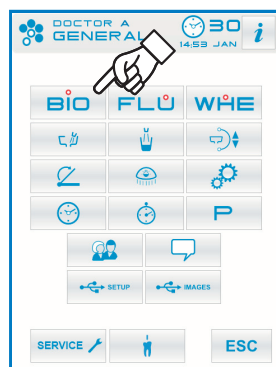 DOCTOR A
GENERAL
30
14:53 JAN
i
BIO FLU WHE
P
SETUP IMAGES
SERVICE ESC